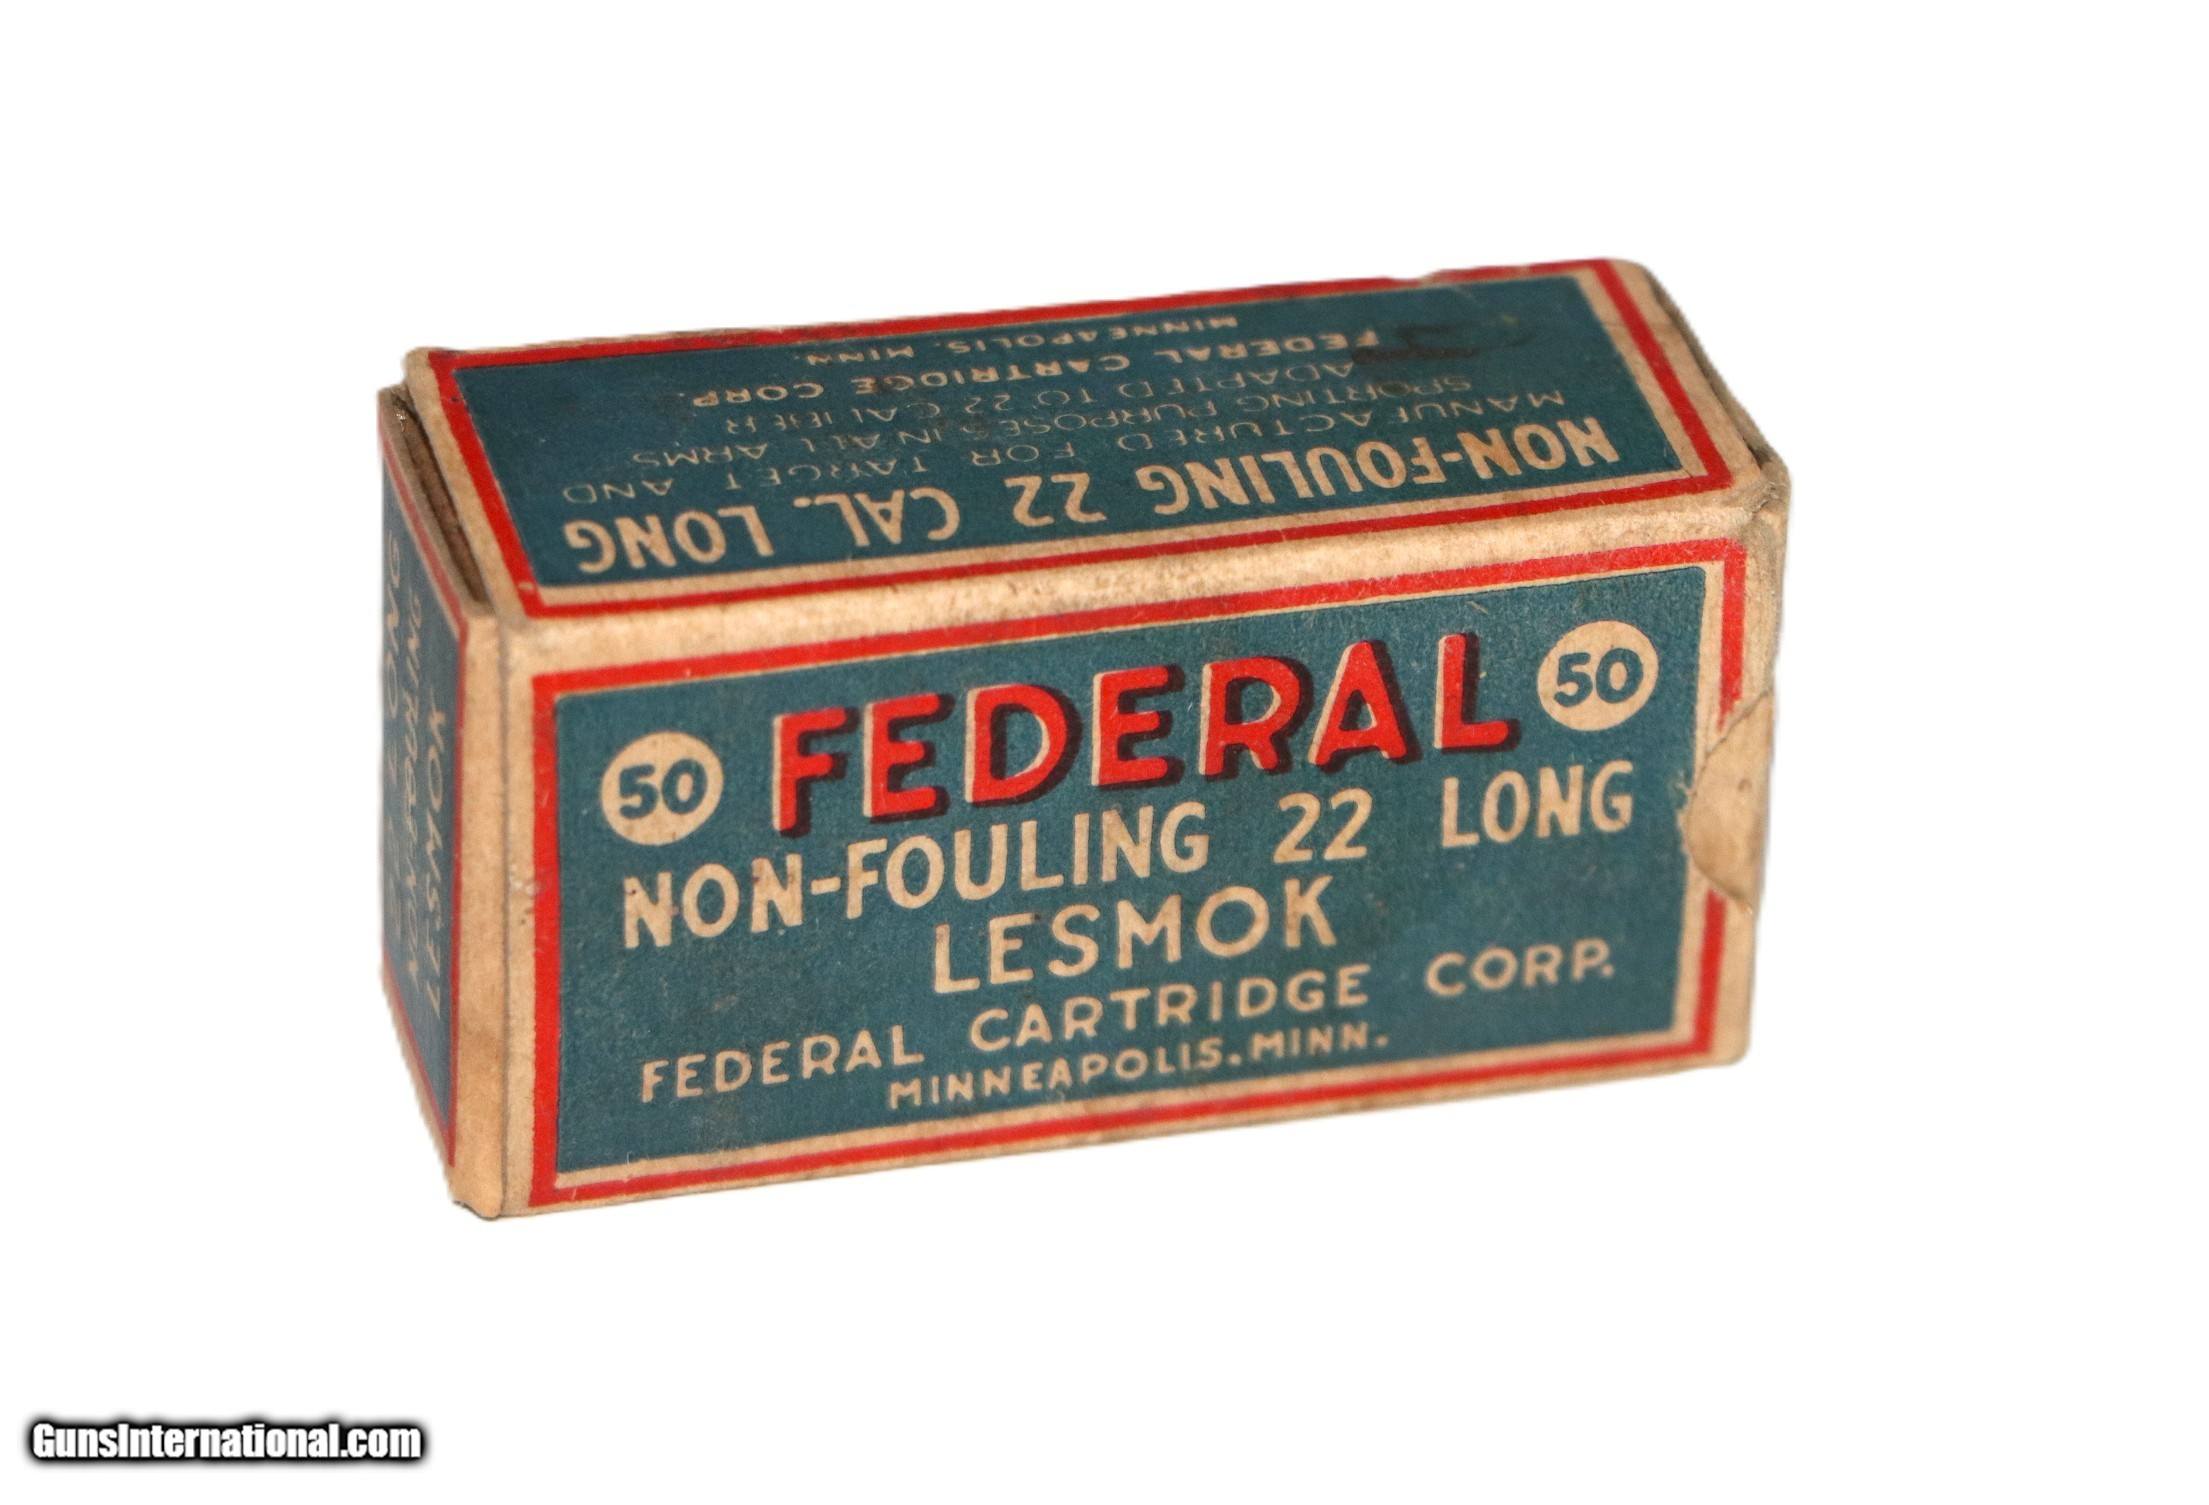 NON-FOULING 22 CAL. LONG
MANUFACTURED FOR TARGET AND
SPORTING PURPOSES IN ALL ARMS
ADAPTED TO 22 CALIBER
FEDERAL CARTRIDGE CORP.
MINNEAPOLIS, MINN.
50 FEDERAL 50
NON-FOULING 22 LONG
LESMOK
FEDERAL CARTRIDGE CORP.
MINNEAPOLIS. MINN.
GunsInternational.com